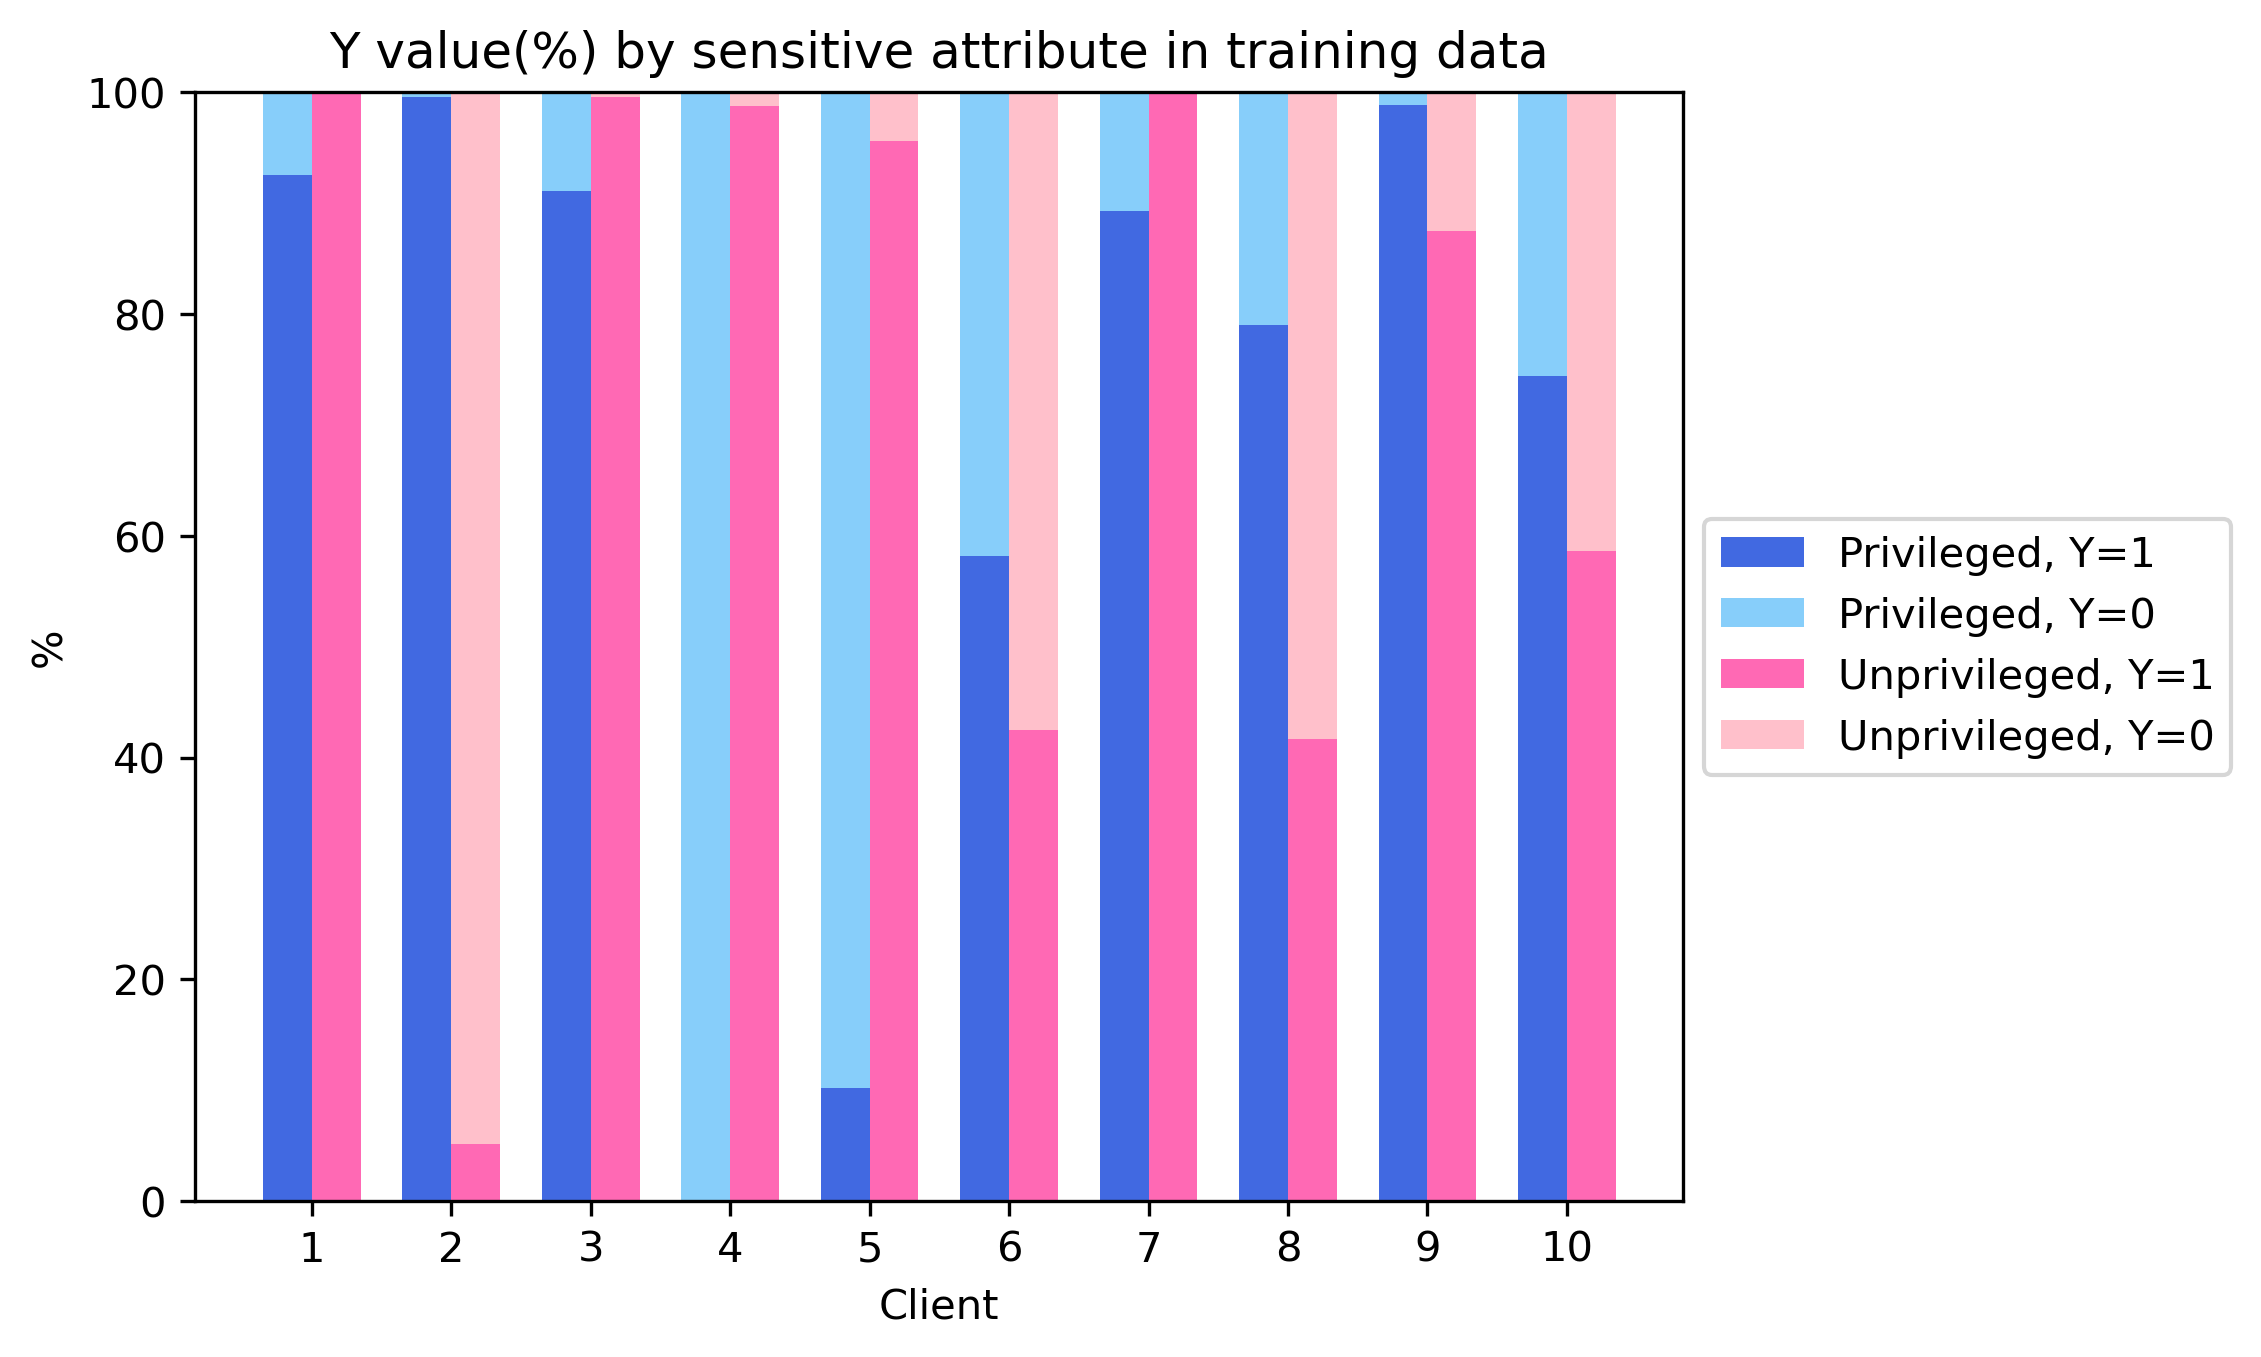 Y value(%) by sensitive attribute in training data
100
80
60
40
20
0
%
1 2 3 4 5 6 7 8 9 10
Client
Privileged, Y=1
Privileged, Y=0
Unprivileged, Y=1
Unprivileged, Y=0